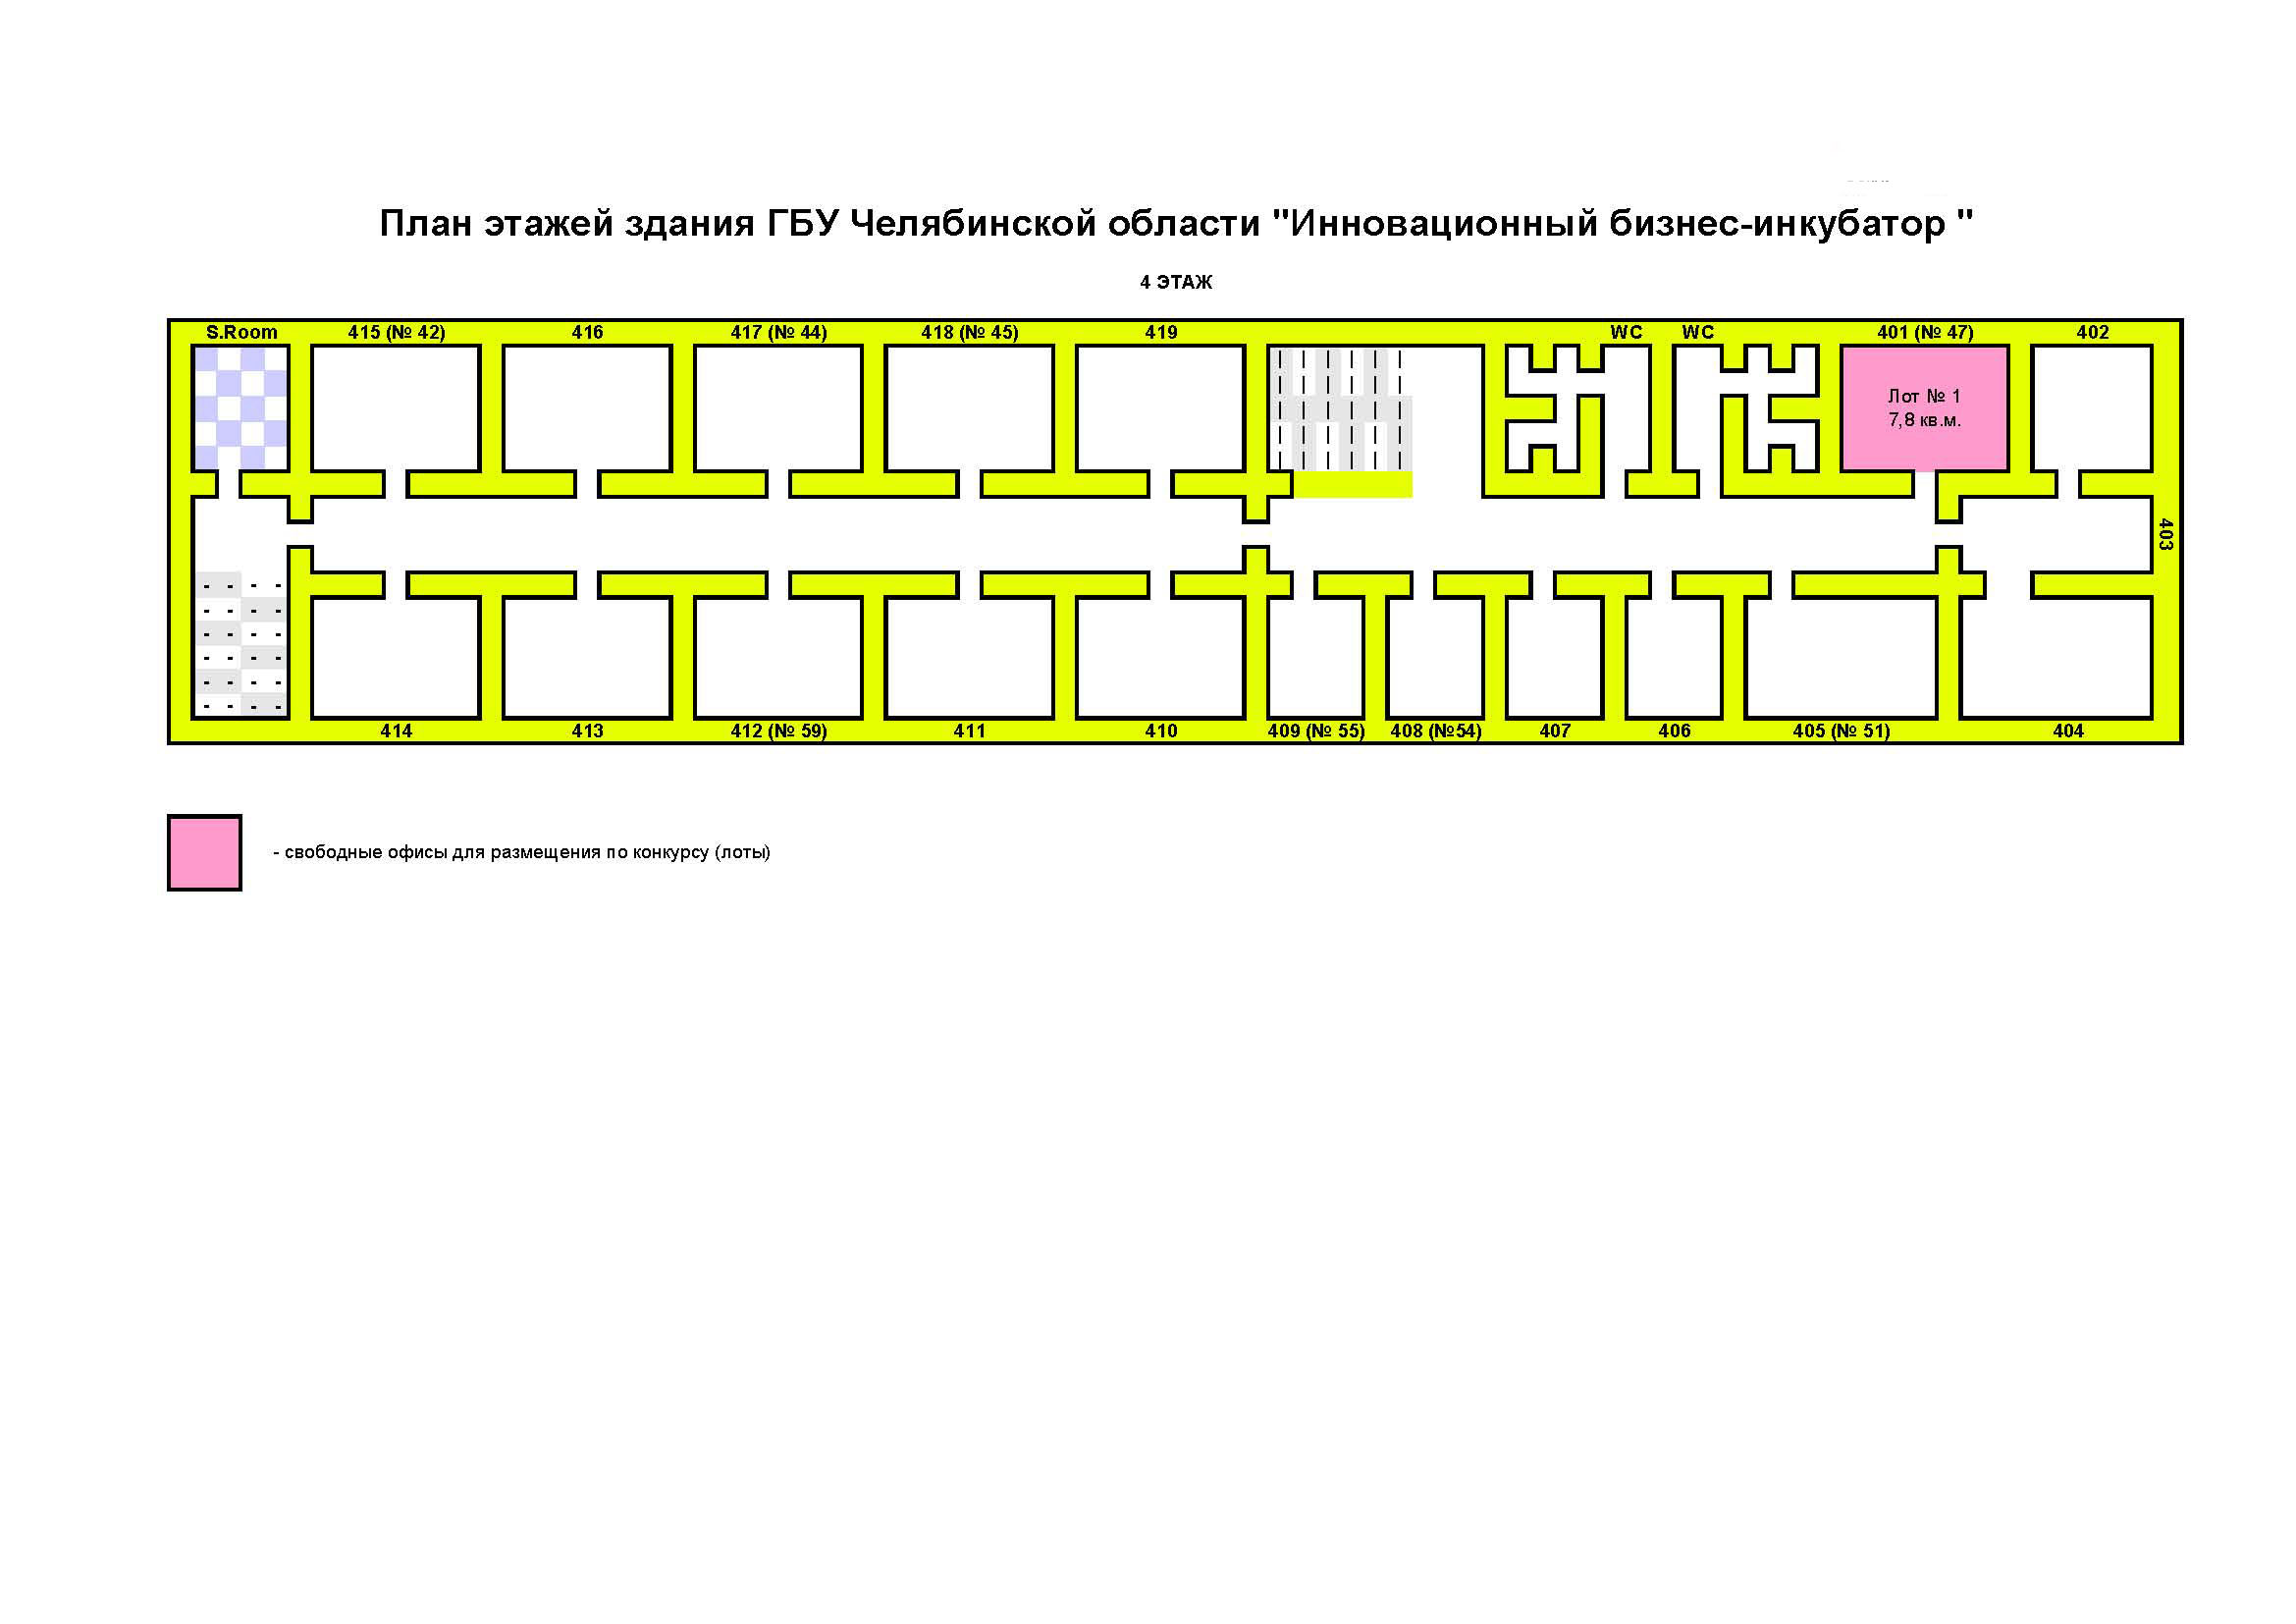 План этажей здания ГБУ Челябинской области "Инновационный бизнес-инкубатор "
4 ЭТАЖ
S.Room 415 (№ 42) 416 417 (№ 44) 418 (№ 45) 419 WC WC 401 (№ 47) 402
Лот № 1
7,8 кв.м.
403
414 413 412 (№ 59) 411 410 409 (№ 55) 408 (№54) 407 406 405 (№ 51) 404
- свободные офисы для размещения по конкурсу (лоты)